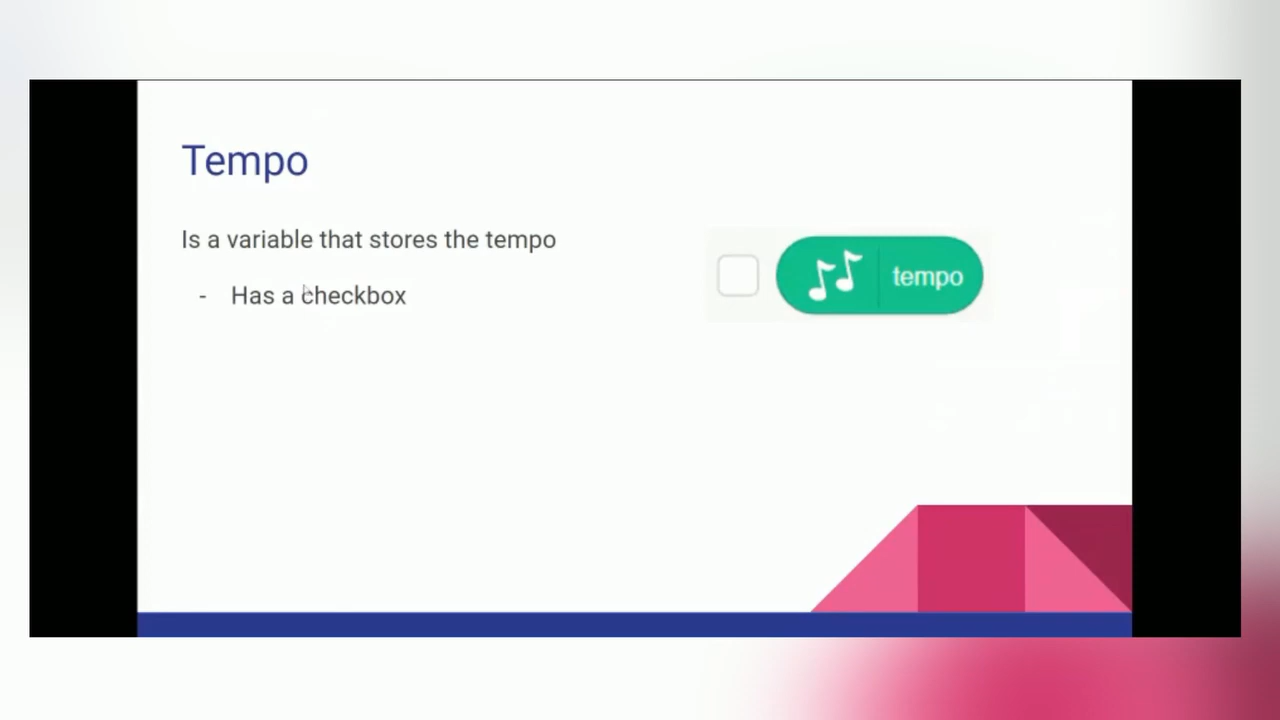 Tempo
Is a variable that stores the tempo
- Has a checkbox
tempo